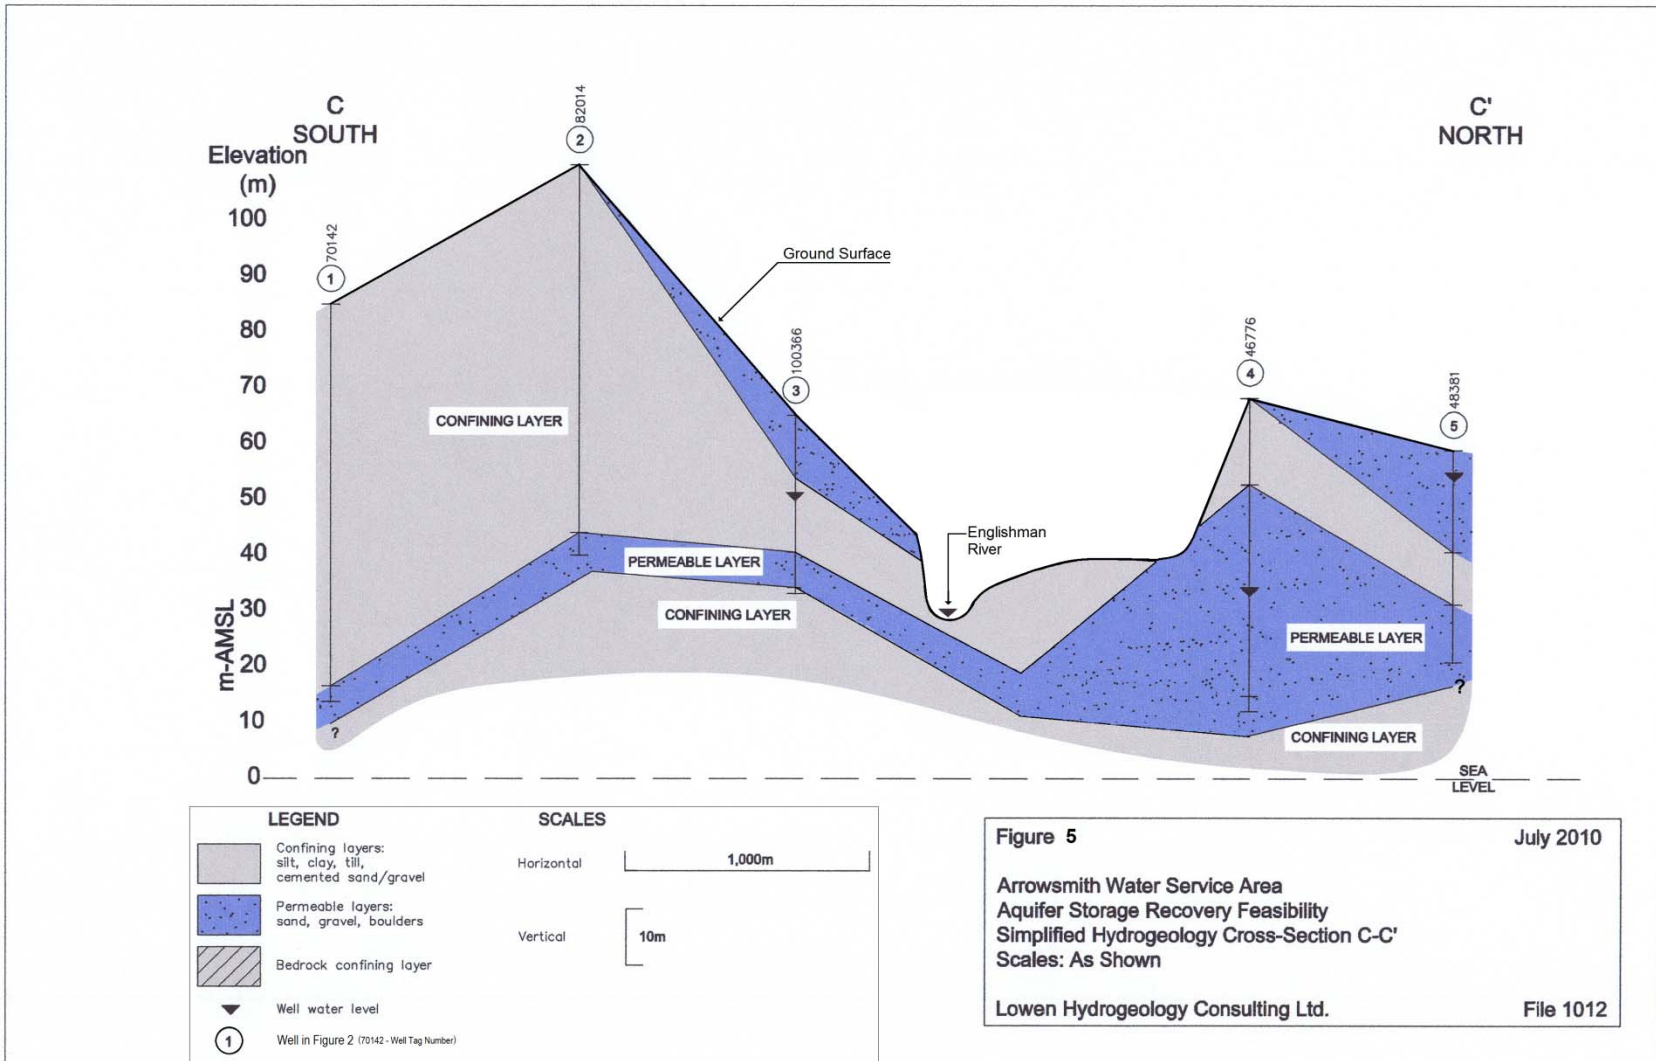 C
SOUTH
C'
NORTH
Elevation
(m)
100
90
80
70
60
50
40
30
20
10
0
m-AMSL
1
70142
2
82014
3
100366
4
46776
5
48381
Ground Surface
CONFINING LAYER
Englishman
River
PERMEABLE LAYER
CONFINING LAYER
PERMEABLE LAYER
CONFINING LAYER
?
?
SEA
LEVEL
LEGEND
Confining layers:
silt, clay, till,
cemented sand/gravel
Permeable layers:
sand, gravel, boulders
Bedrock confining layer
Well water level
1
Well in Figure 2 (70142 - Well Tag Number)
SCALES
Horizontal
1,000m
Vertical
10m
Figure 5 July 2010
Arrowsmith Water Service Area
Aquifer Storage Recovery Feasibility
Simplified Hydrogeology Cross-Section C-C'
Scales: As Shown
Lowen Hydrogeology Consulting Ltd. File 1012